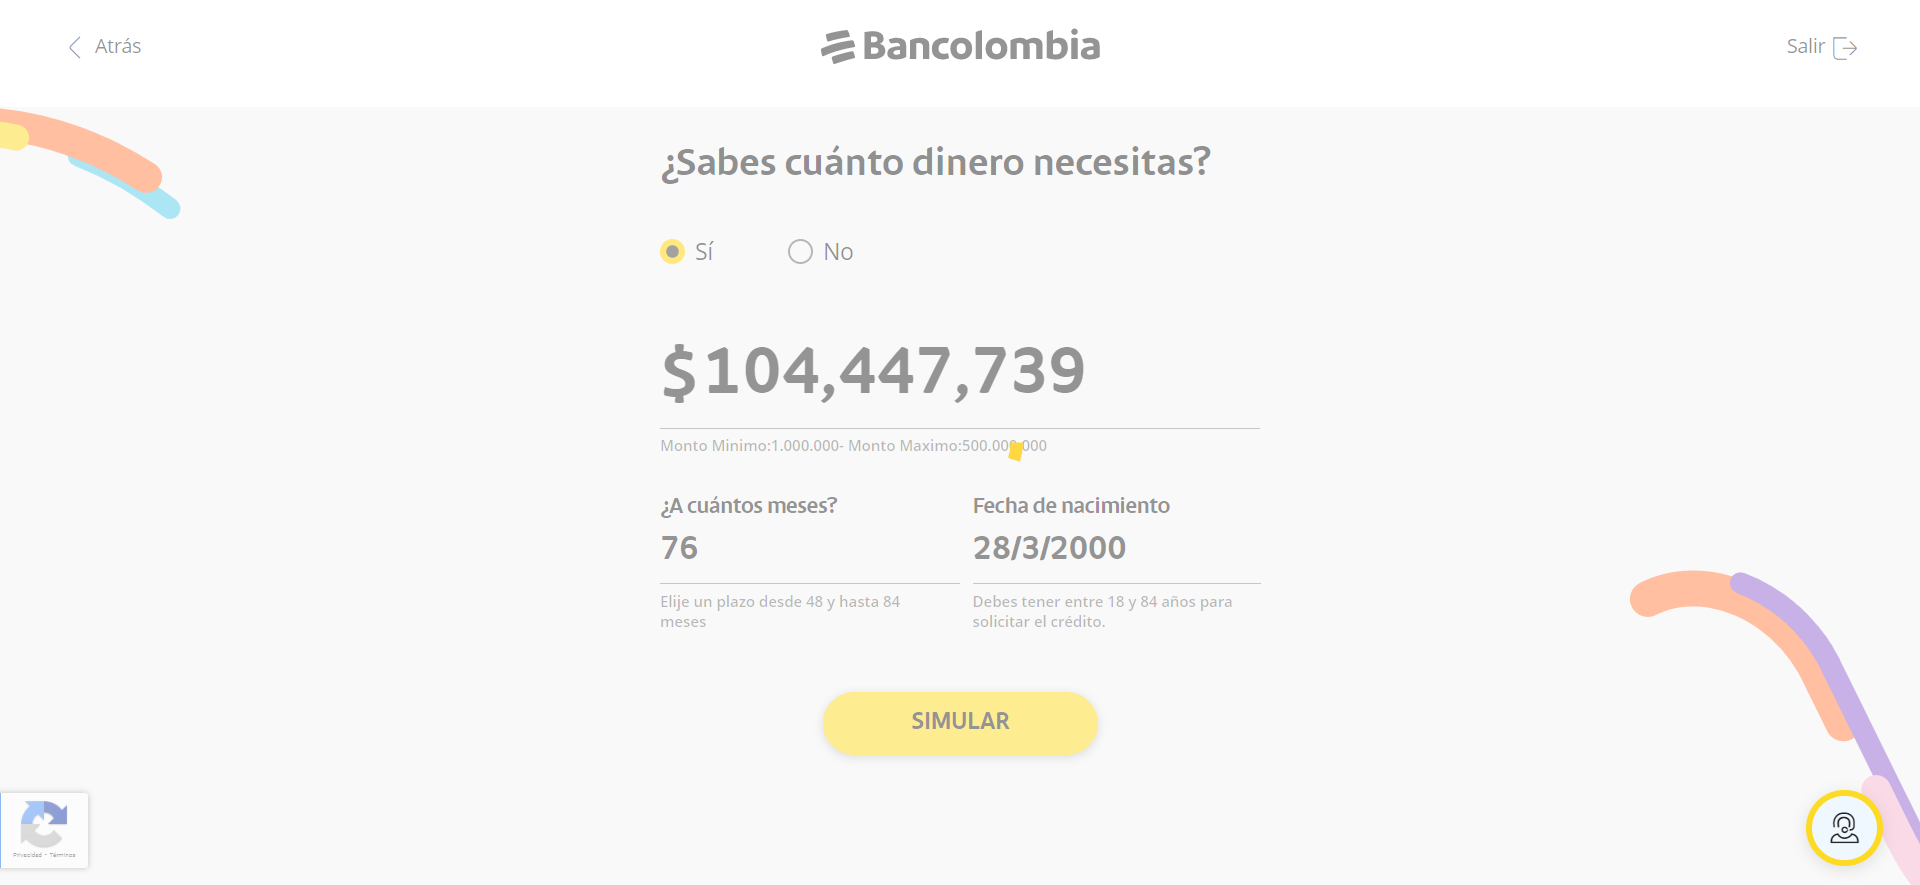 Atrás
Bancolombia
Salir
¿Sabes cuánto dinero necesitas?
Sí
No
$104,447,739
Monto Minimo:1.000.000- Monto Maximo:500.000.000
¿A cuántos meses?
76
Elije un plazo desde 48 y hasta 84
meses
Fecha de nacimiento
28/3/2000
Debes tener entre 18 y 84 años para
solicitar el crédito.
SIMULAR
Privacidad - Términos